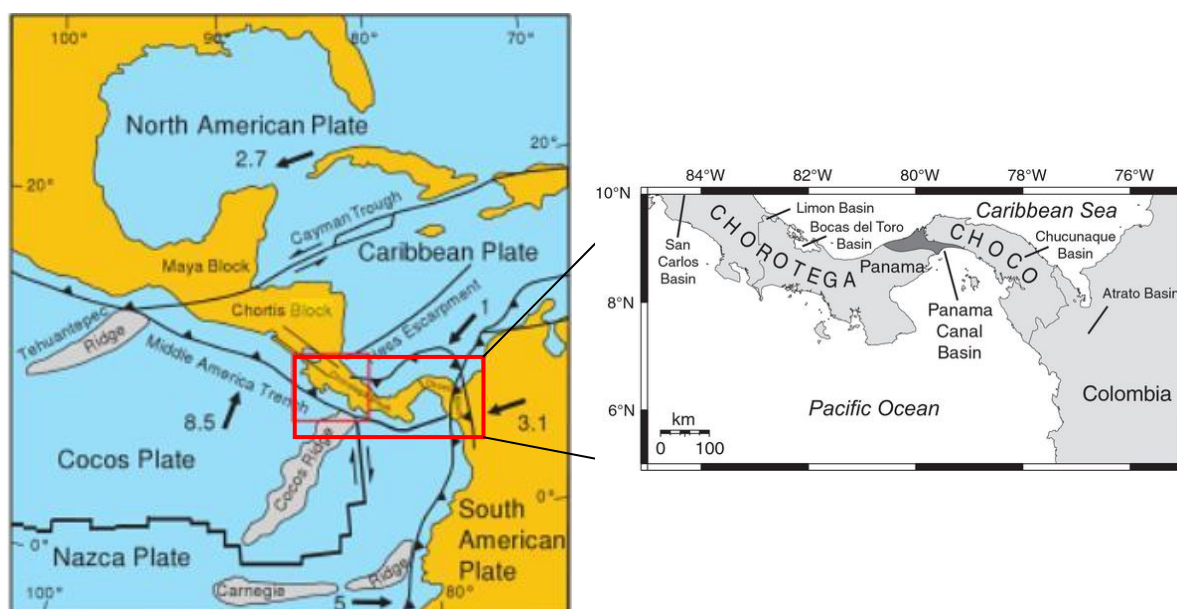 100°
90°
80°
70°
North American Plate
2.7
20°
20°
Cayman Trough
Caribbean Plate
Maya Block
Chortis Block
Tehuantepec
Ridge
Middle America Trench
Hess Escarpment
1
8.5
3.1
Cocos Plate
Cocos Ridge
0°
0°
Nazca Plate
South
American
Plate
Carnegie
Ridge
100°
5
80°
84°W
82°W
80°W
78°W
76°W
10°N
8°N
6°N
Limon Basin
Bocas del Toro
Basin
Caribbean Sea
San
Carlos
Basin
CHOROTEGA
CHOCO
Chucunaque
Basin
Panama
Panama
Canal
Basin
Atrato Basin
Colombia
Pacific Ocean
km
0 100